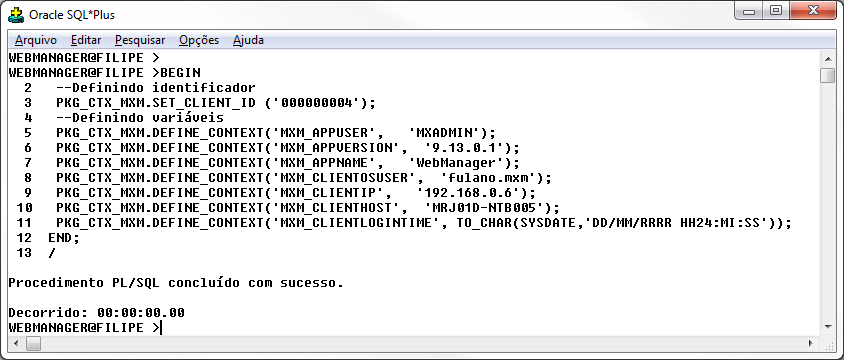 Oracle SQL*Plus
Arquivo Editar Pesquisar Opções Ajuda
WEBMANAGER@FILIPE >
WEBMANAGER@FILIPE >BEGIN
2 --Definindo identificador
3 PKG_CTX_MXM.SET_CLIENT_ID ('000000004');
4 --Definindo variáveis
5 PKG_CTX_MXM.DEFINE_CONTEXT('MXM_APPUSER', 'MXADMIN');
6 PKG_CTX_MXM.DEFINE_CONTEXT('MXM_APPVERSION', '9.13.0.1');
7 PKG_CTX_MXM.DEFINE_CONTEXT('MXM_APPNAME', 'WebManager');
8 PKG_CTX_MXM.DEFINE_CONTEXT('MXM_CLIENTOSUSER', 'fulano.mxm');
9 PKG_CTX_MXM.DEFINE_CONTEXT('MXM_CLIENTIP', '192.168.0.6');
10 PKG_CTX_MXM.DEFINE_CONTEXT('MXM_CLIENTHOST', 'MRJ01D-NTB005');
11 PKG_CTX_MXM.DEFINE_CONTEXT('MXM_CLIENTLOGINTIME', TO_CHAR(SYSDATE,'DD/MM/RRRR HH24:MI:SS'));
12 END;
13 /
Procedimento PL/SQL concluído com sucesso.
Decorrido: 00:00:00.00
WEBMANAGER@FILIPE >